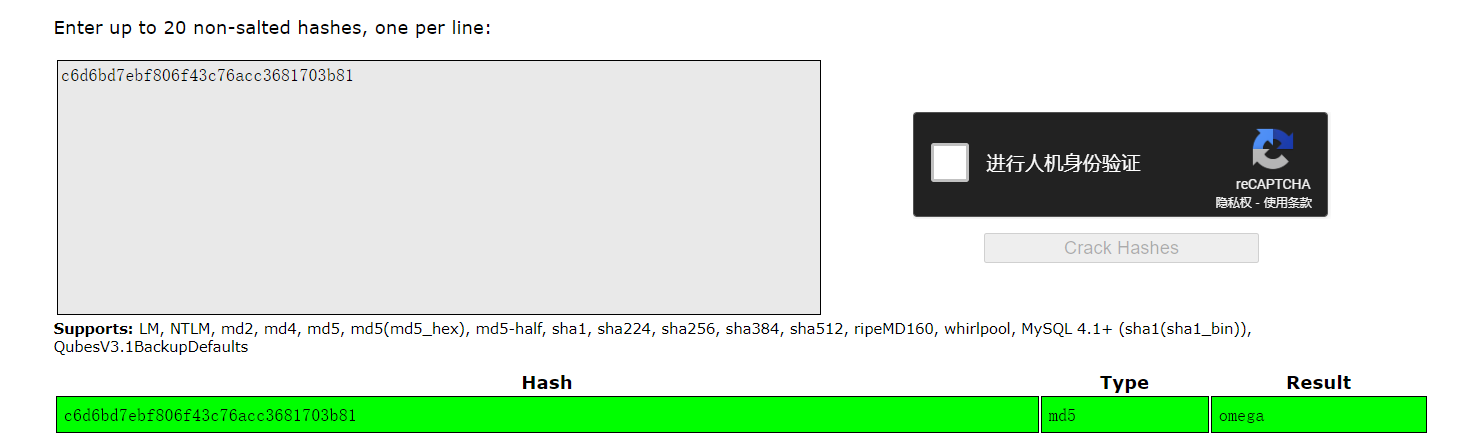 Enter up to 20 non-salted hashes, one per line:
c6d6bd7ebf806f43c76acc3681703b81
进行人机身份验证
reCAPTCHA
隐私权 - 使用条款
Crack Hashes
Supports: LM, NTLM, md2, md4, md5, md5(md5_hex), md5-half, sha1, sha224, sha256, sha384, sha512, ripeMD160, whirlpool, MySQL 4.1+ (sha1(sha1_bin)),
QubesV3.1BackupDefaults
Hash Type Result
c6d6bd7ebf806f43c76acc3681703b81 md5 omega